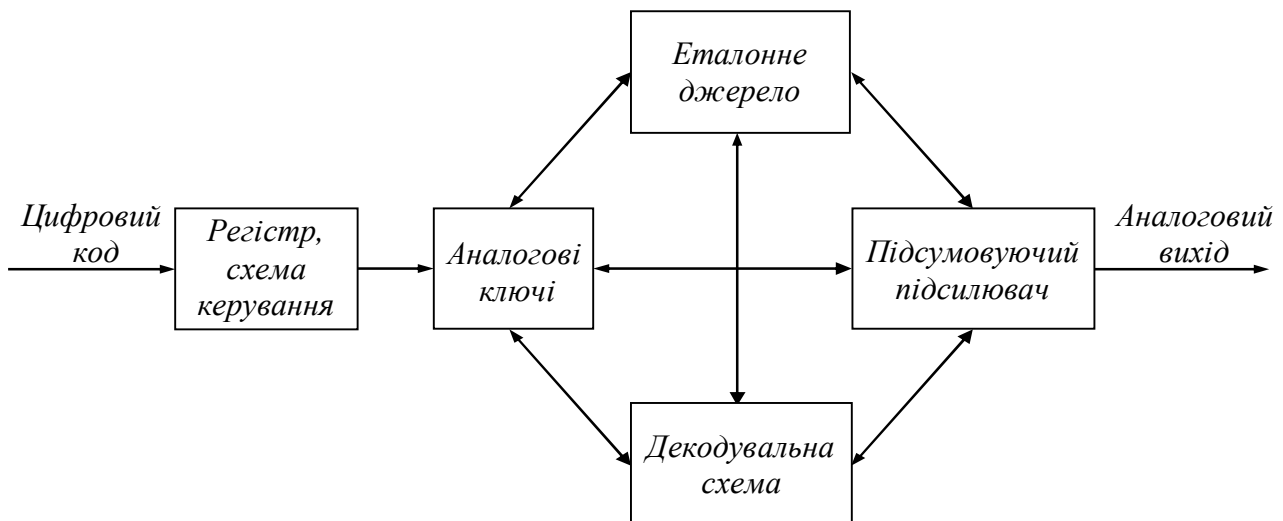 Еталонне
джерело
Цифровий
код
Регістр,
схема
керування
Аналогові
ключі
Підсумовуючий
підсилювач
Аналоговий
вихід
Декодувальна
схема